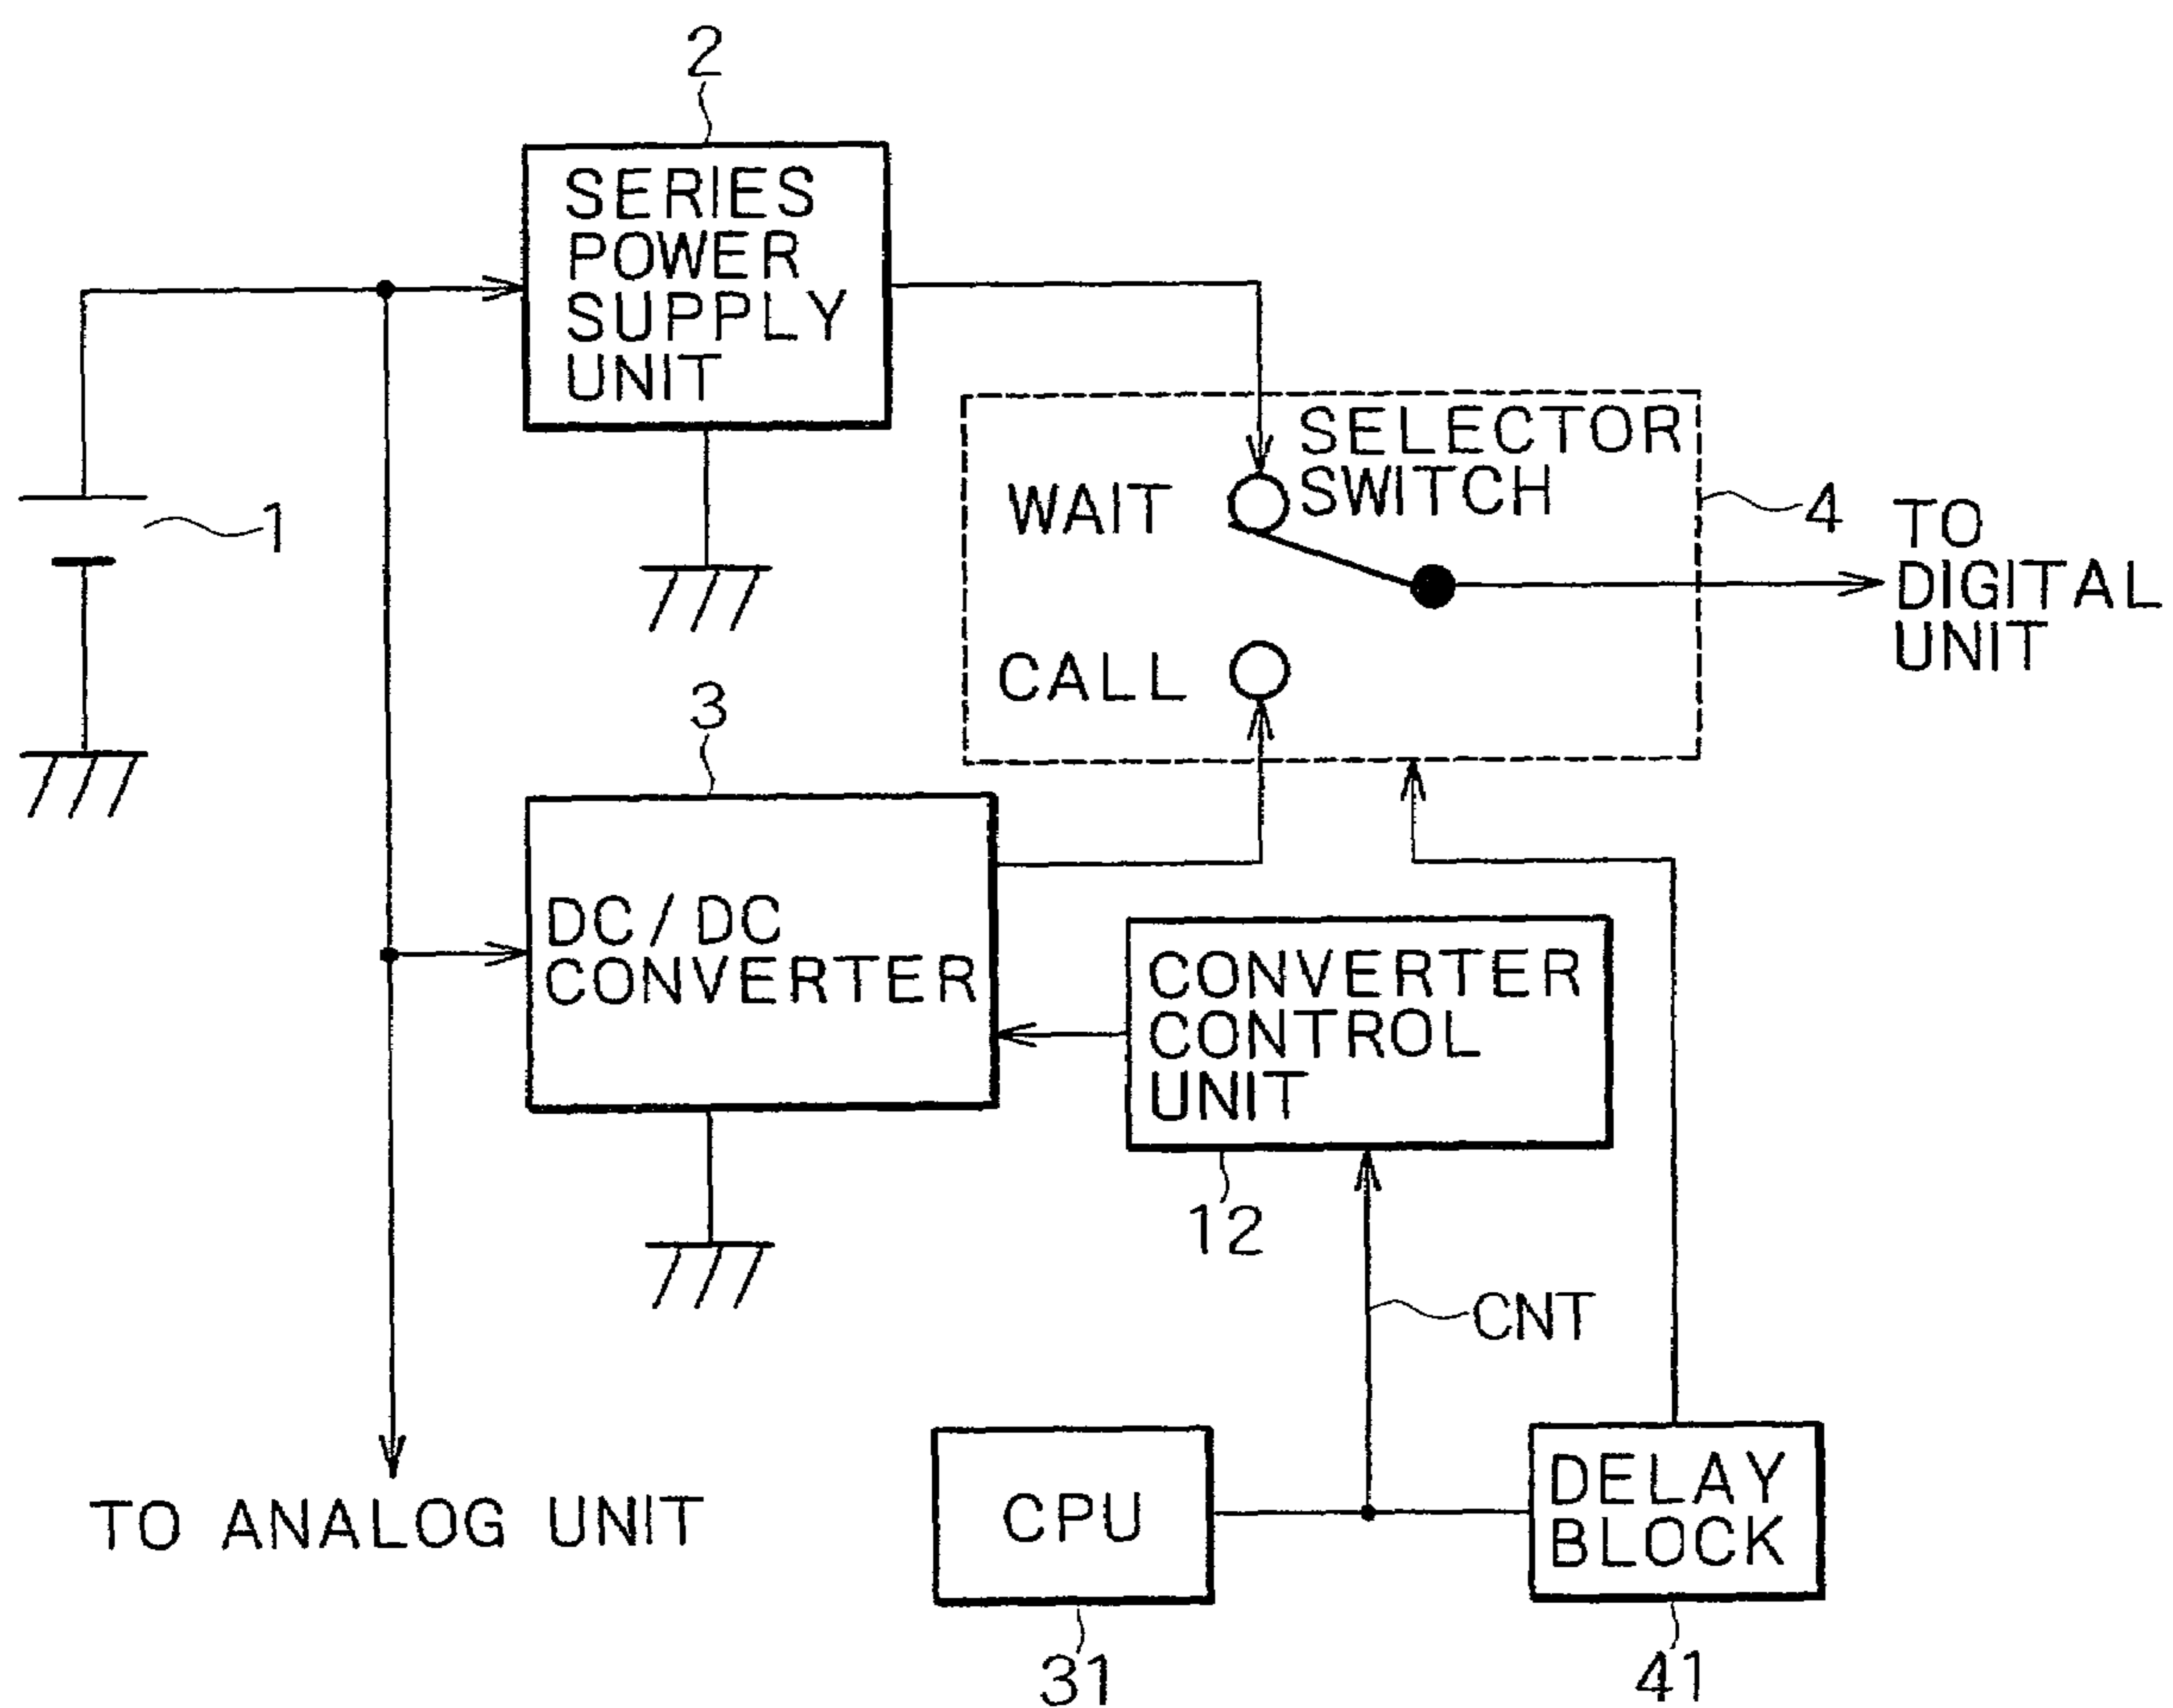 2
SERIES
POWER
SUPPLY
UNIT
SELECTOR
SWITCH
WAIT
CALL
1
4
TO
DIGITAL
UNIT
3
DC/DC
CONVERTER
CONVERTER
CONTROL
UNIT
12
CNT
TO ANALOG UNIT
CPU
DELAY
BLOCK
31
41